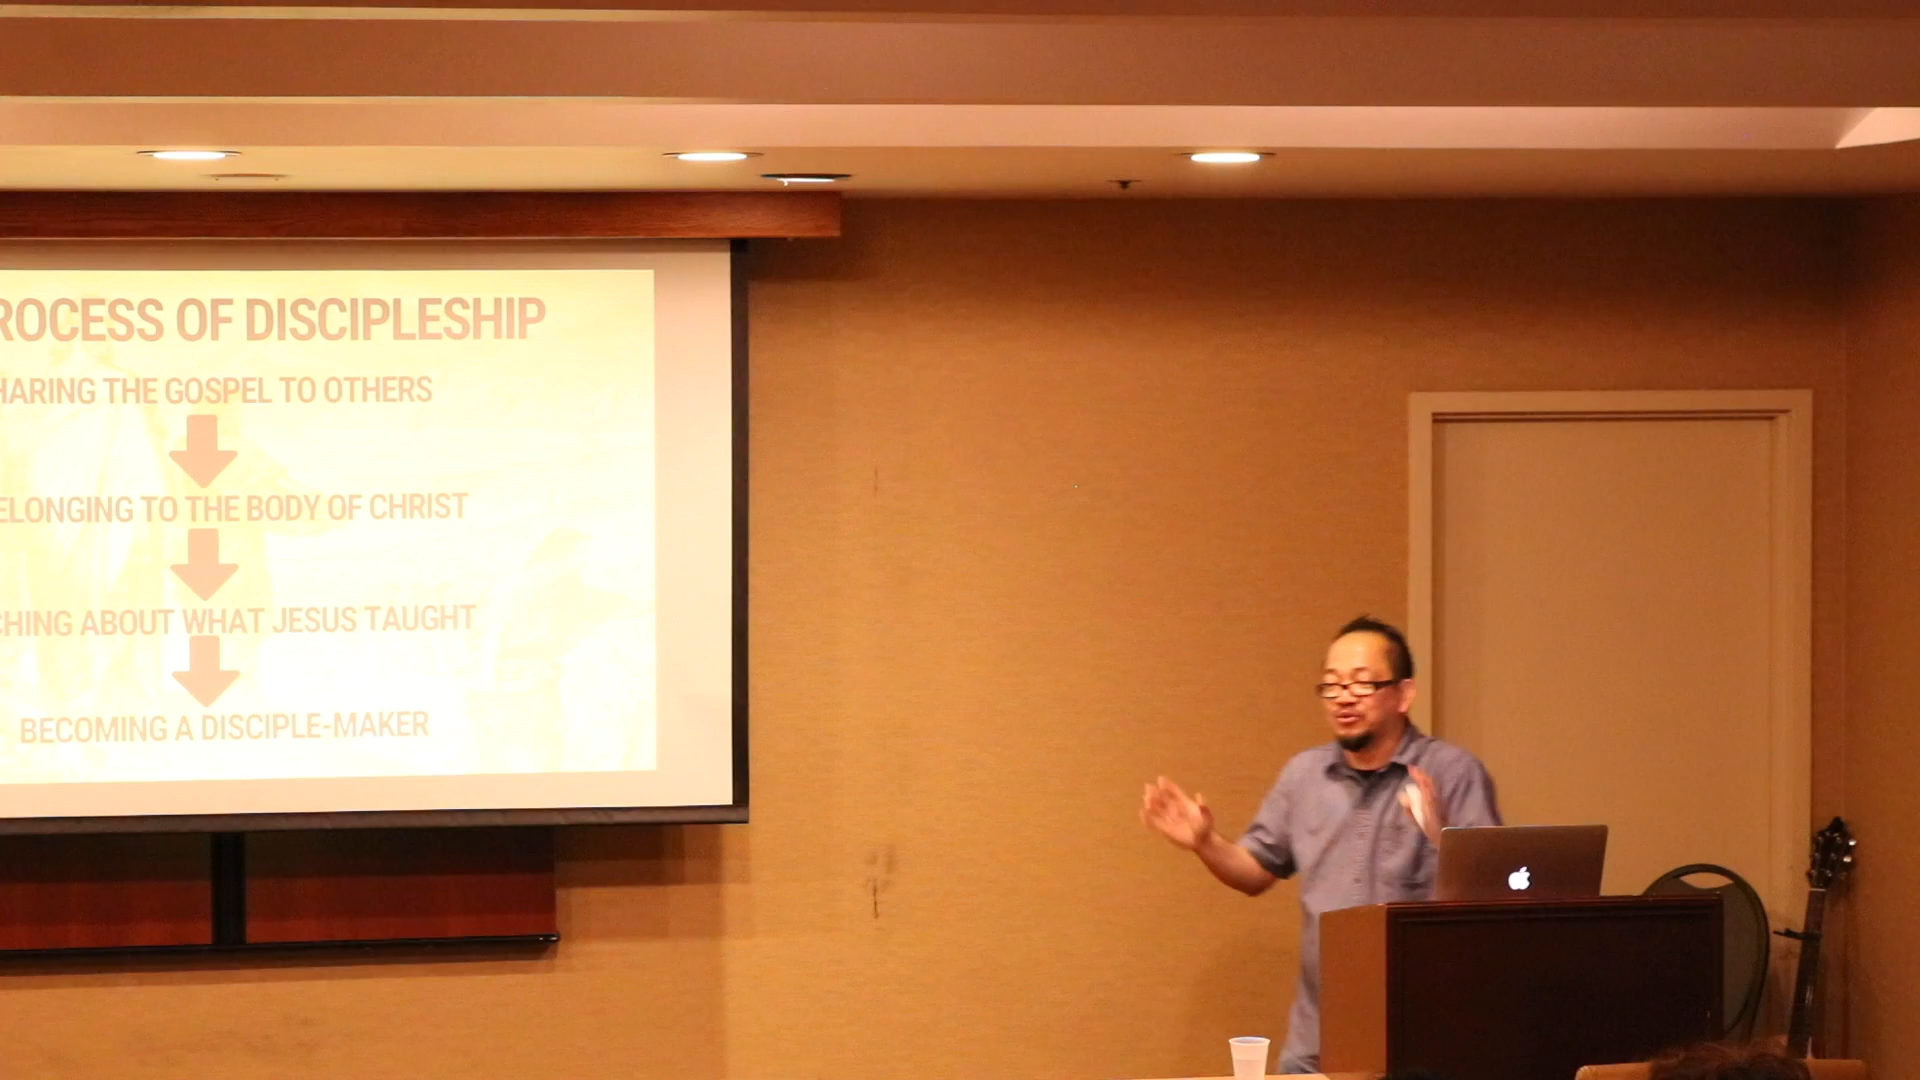 ROCESS OF DISCIPLESHIP
HARING THE GOSPEL TO OTHERS
ELONGING TO THE BODY OF CHRIST
CHING ABOUT WHAT JESUS TAUGHT
BECOMING A DISCIPLE-MAKER